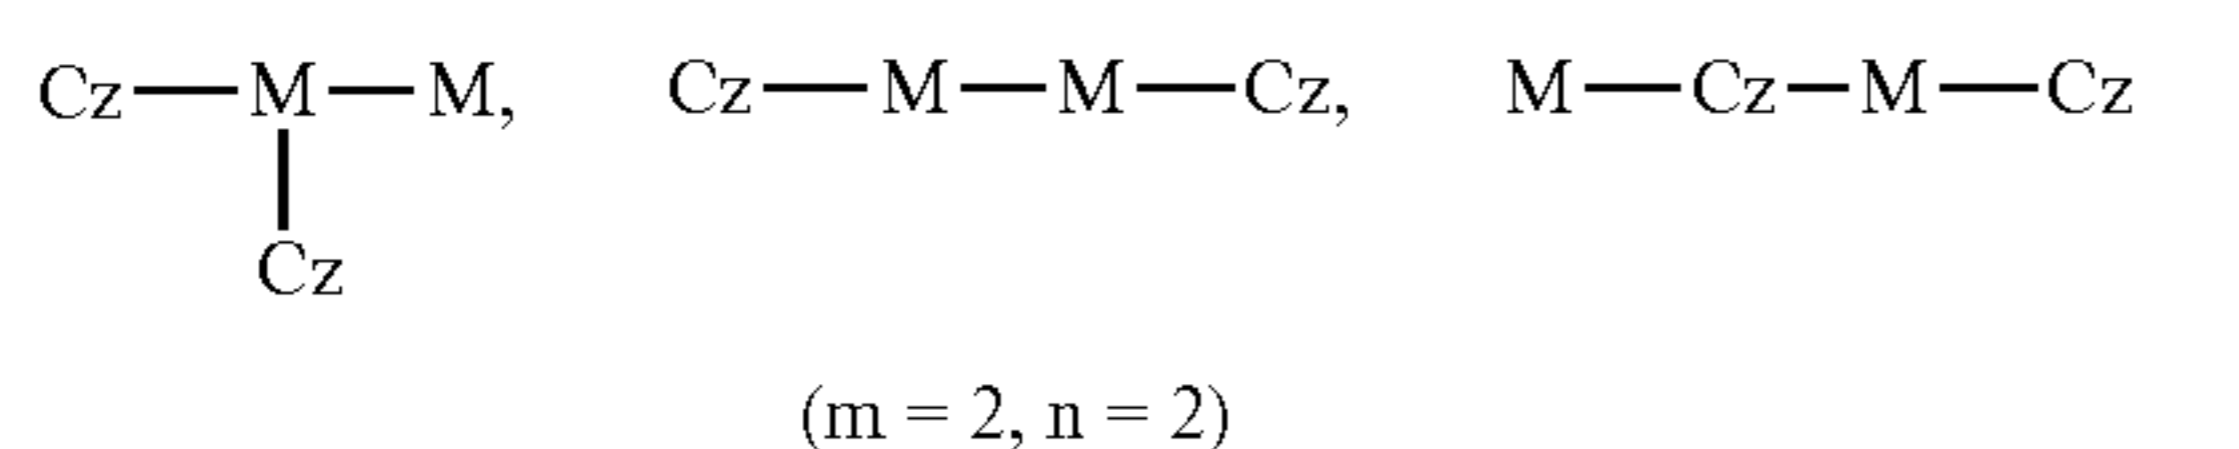 Cz—M—M, Cz—M—M—Cz, M—Cz—M—Cz
Cz
(m = 2, n = 2)